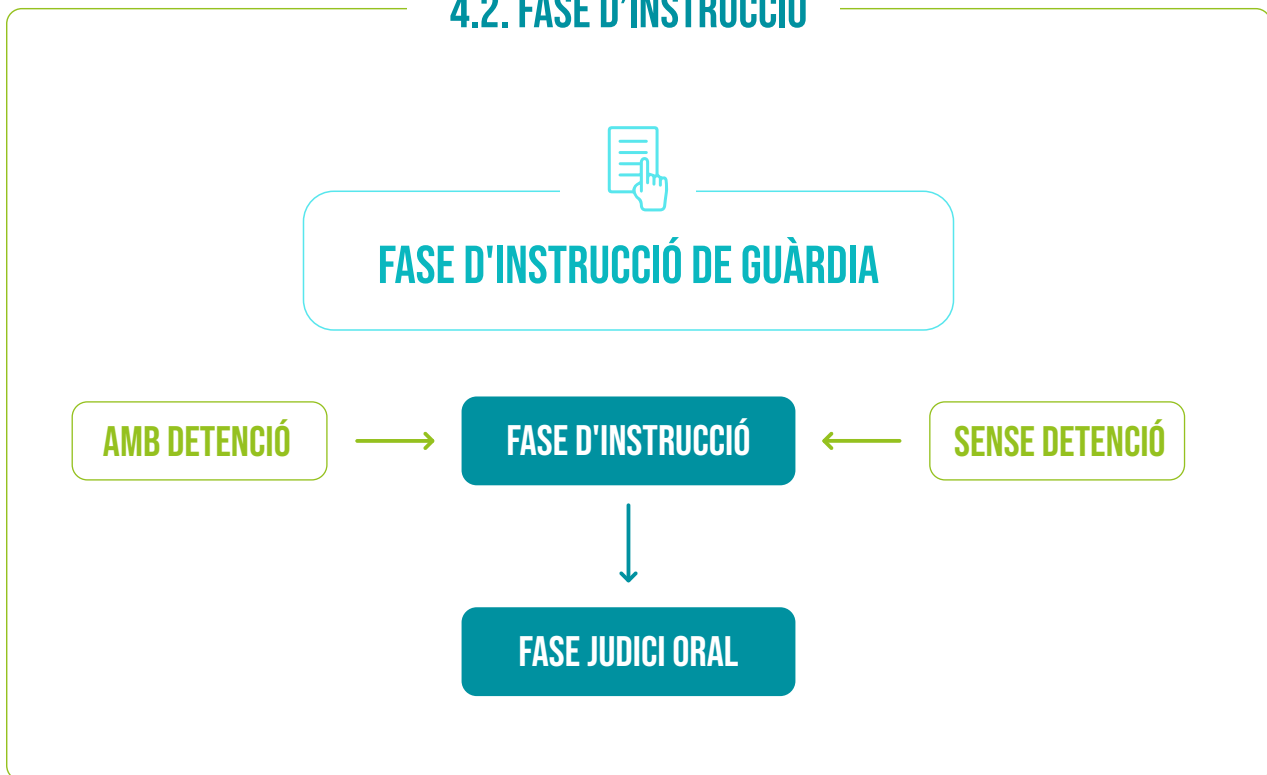 4.2. FASE D'INSTRUCCIÓ
FASE D'INSTRUCCIÓ DE GUÀRDIA
AMB DETENCIÓ
FASE D'INSTRUCCIÓ
SENSE DETENCIÓ
FASE JUDICI ORAL